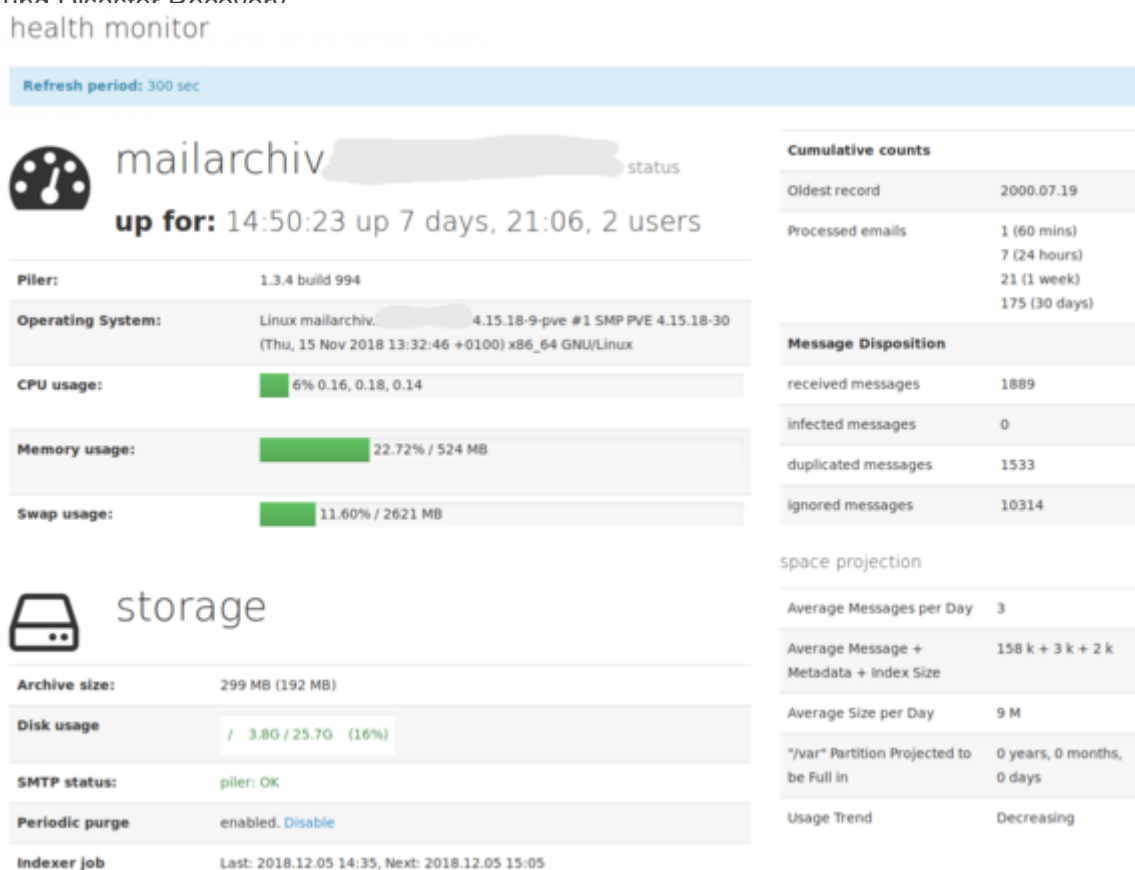 health monitor
Refresh period: 300 sec
mailarchiv
status
up for: 14:50:23 up 7 days, 21:06, 2 users
Piler: 1.3.4 build 994
Operating System: Linux mailarchiv. 4.15.18-9-pve #1 SMP PVE 4.15.18-30
(Thu, 15 Nov 2018 13:32:46 +0100) x86_64 GNU/Linux
CPU usage: 6% 0.16, 0.18, 0.14
Memory usage: 22.72% / 524 MB
Swap usage: 11.60% / 2621 MB
storage
Archive size: 299 MB (192 MB)
Disk usage / 3.8G / 25.7G (16%)
SMTP status: piler: OK
Periodic purge enabled. Disable
Indexer job Last: 2018.12.05 14:35, Next: 2018.12.05 15:05
Cumulative counts
Oldest record 2000.07.19
Processed emails 1 (60 mins)
7 (24 hours)
21 (1 week)
175 (30 days)
Message Disposition
received messages 1889
infected messages 0
duplicated messages 1533
ignored messages 10314
space projection
Average Messages per Day 3
Average Message + 158 k + 3 k + 2 k
Metadata + Index Size
Average Size per Day 9 M
"/var" Partition Projected to 0 years, 0 months,
be Full in 0 days
Usage Trend Decreasing